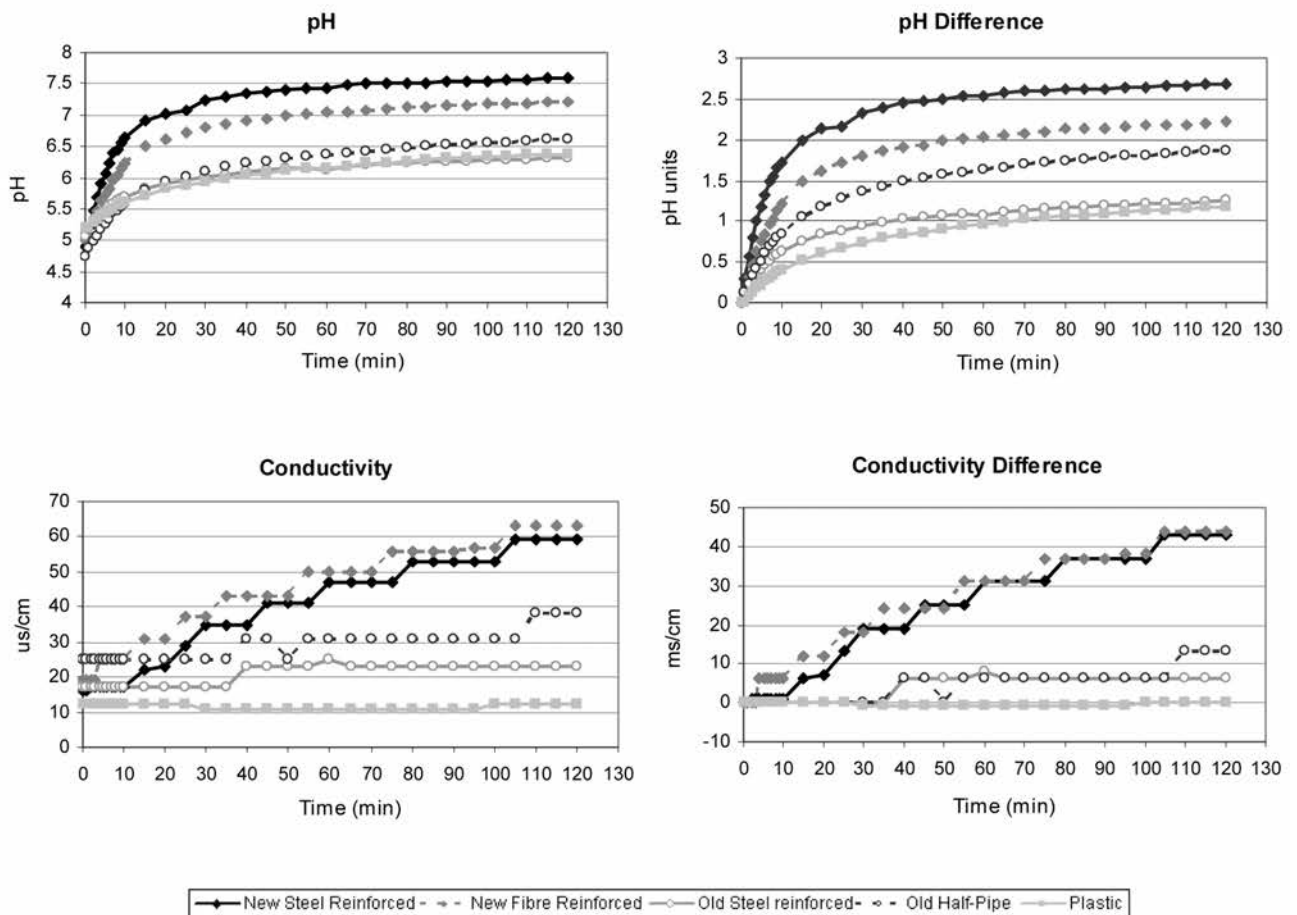 pH
8
7.5
7
6.5
6
5.5
5
4.5
4
pH
0 10 20 30 40 50 60 70 80 90 100 110 120 130
Time (min)
pH Difference
3
2.5
2
1.5
1
0.5
0
pH units
0 10 20 30 40 50 60 70 80 90 100 110 120 130
Time (min)
Conductivity
70
60
50
40
30
20
10
0
us/cm
0 10 20 30 40 50 60 70 80 90 100 110 120 130
Time (min)
Conductivity Difference
50
40
30
20
10
0
-10
ms/cm
0 10 20 30 40 50 60 70 80 90 100 110 120 130
Time (min)
New Steel Reinforced New Fibre Reinforced Old Steel reinforced Old Half-Pipe Plastic